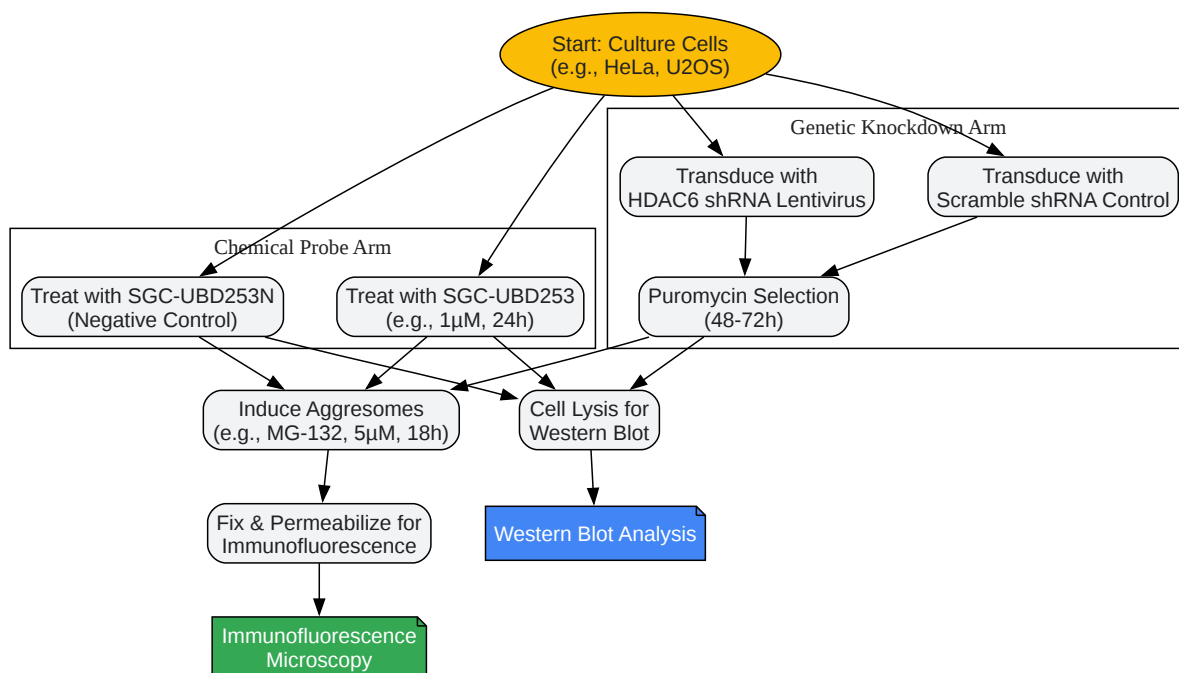 Start: Culture Cells
(e.g., HeLa, U2OS)
Genetic Knockdown Arm
Transduce with
HDAC6 shRNA Lentivirus
Transduce with
Scramble shRNA Control
Chemical Probe Arm
Treat with SGC-UBD253N
(Negative Control)
Treat with SGC-UBD253
(e.g., 1µM, 24h)
Puromycin Selection
(48-72h)
Induce Aggresomes
(e.g., MG-132, 5µM, 18h)
Cell Lysis for
Western Blot
Fix & Permeabilize for
Immunofluorescence
Western Blot Analysis
Immunofluorescence
Microscopy